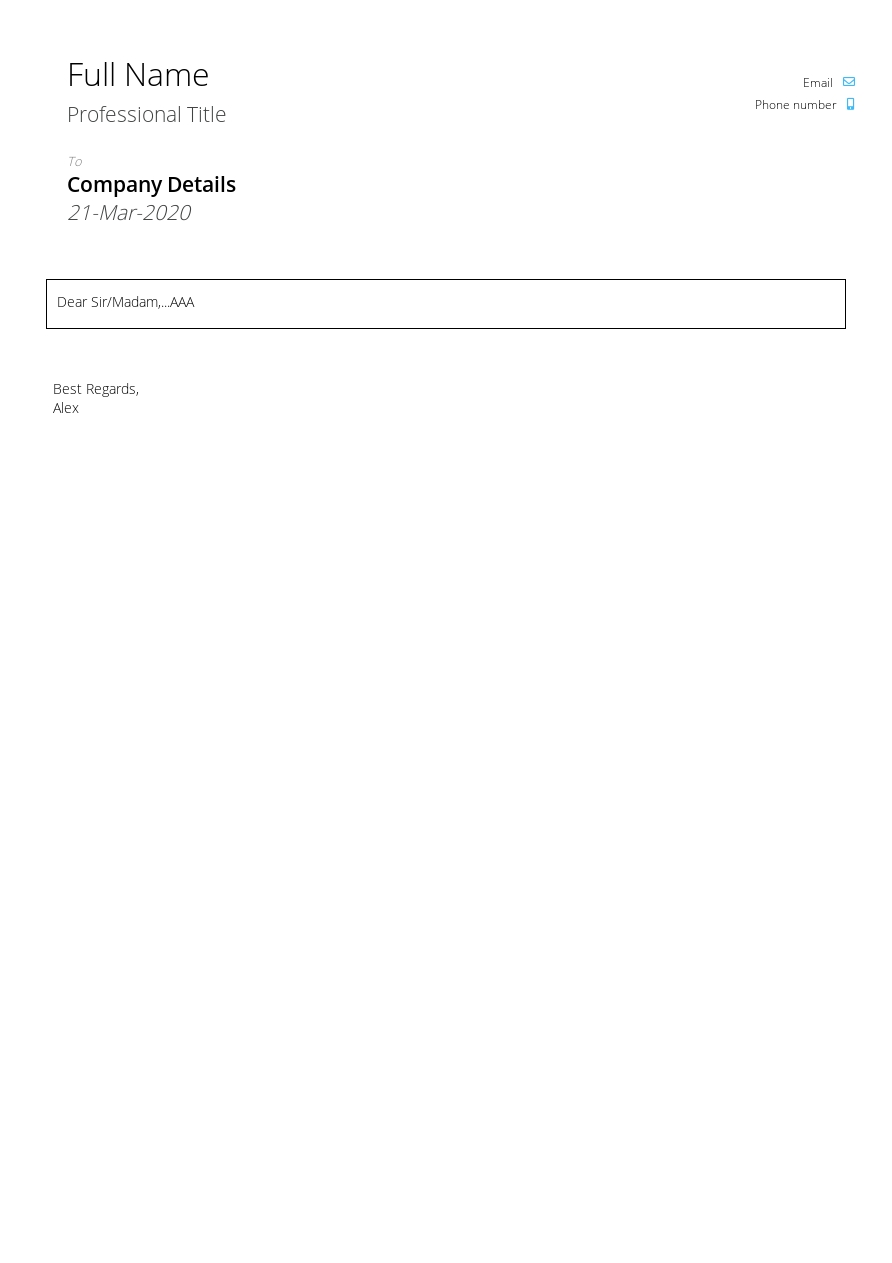 Full Name
Professional Title
Email
Phone number
To
Company Details
21-Mar-2020
Dear Sir/Madam,...AAA
Best Regards,
Alex